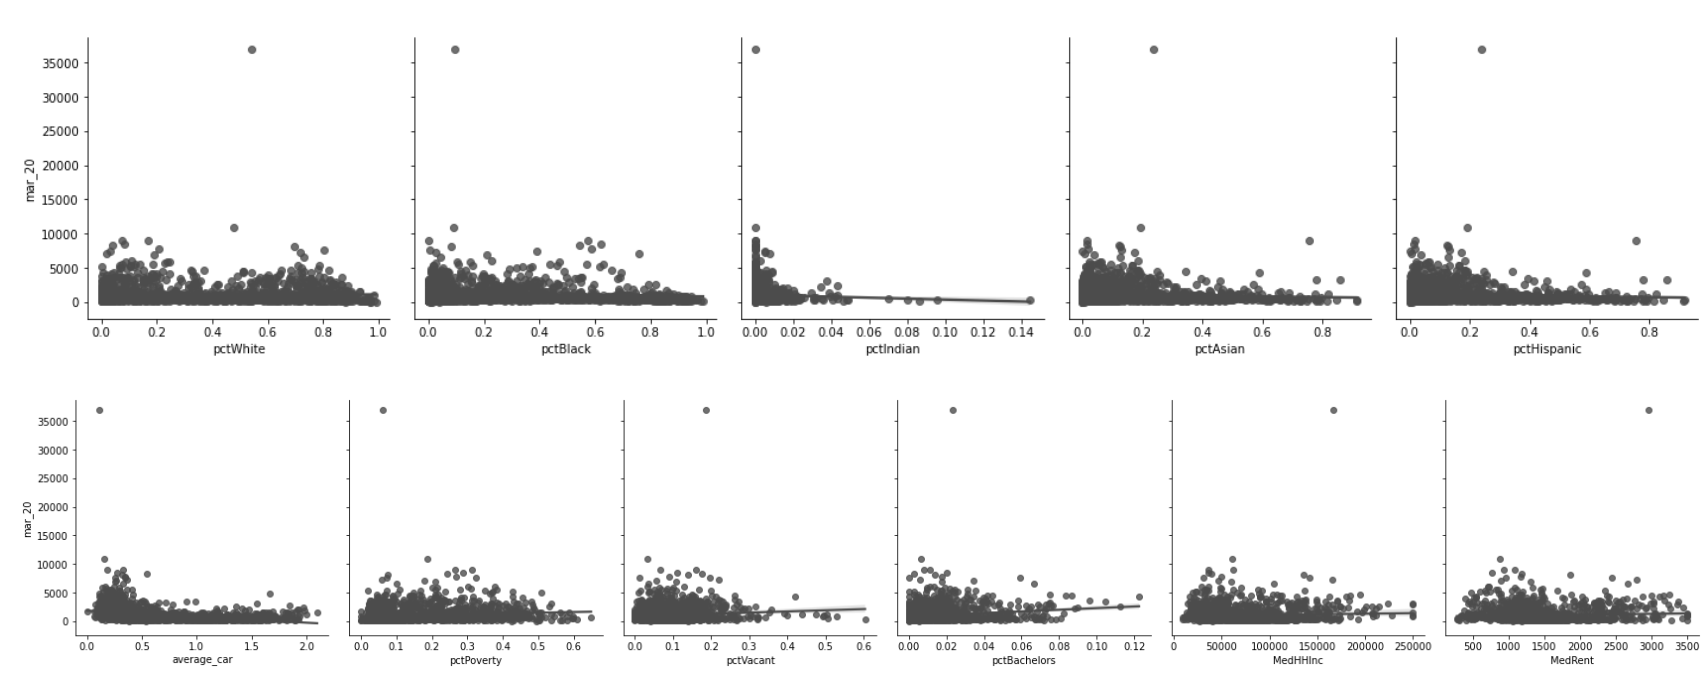 35000
30000
25000
20000
15000
10000
5000
0
mar_20
0.0 0.2 0.4 0.6 0.8 1.0
pctWhite
0.0 0.2 0.4 0.6 0.8 1.0
pctBlack
0.00 0.02 0.04 0.06 0.08 0.10 0.12 0.14
pctIndian
0.0 0.2 0.4 0.6 0.8
pctAsian
0.0 0.2 0.4 0.6 0.8
pctHispanic
35000
30000
25000
20000
15000
10000
5000
0
mar_20
0.0 0.5 1.0 1.5 2.0
average_car
0.0 0.1 0.2 0.3 0.4 0.5 0.6
pctPoverty
0.0 0.1 0.2 0.3 0.4 0.5 0.6
pctVacant
0.00 0.02 0.04 0.06 0.08 0.10 0.12
pctBachelors
0 50000 100000 150000 200000 250000
MedHHInc
500 1000 1500 2000 2500 3000 3500
MedRent